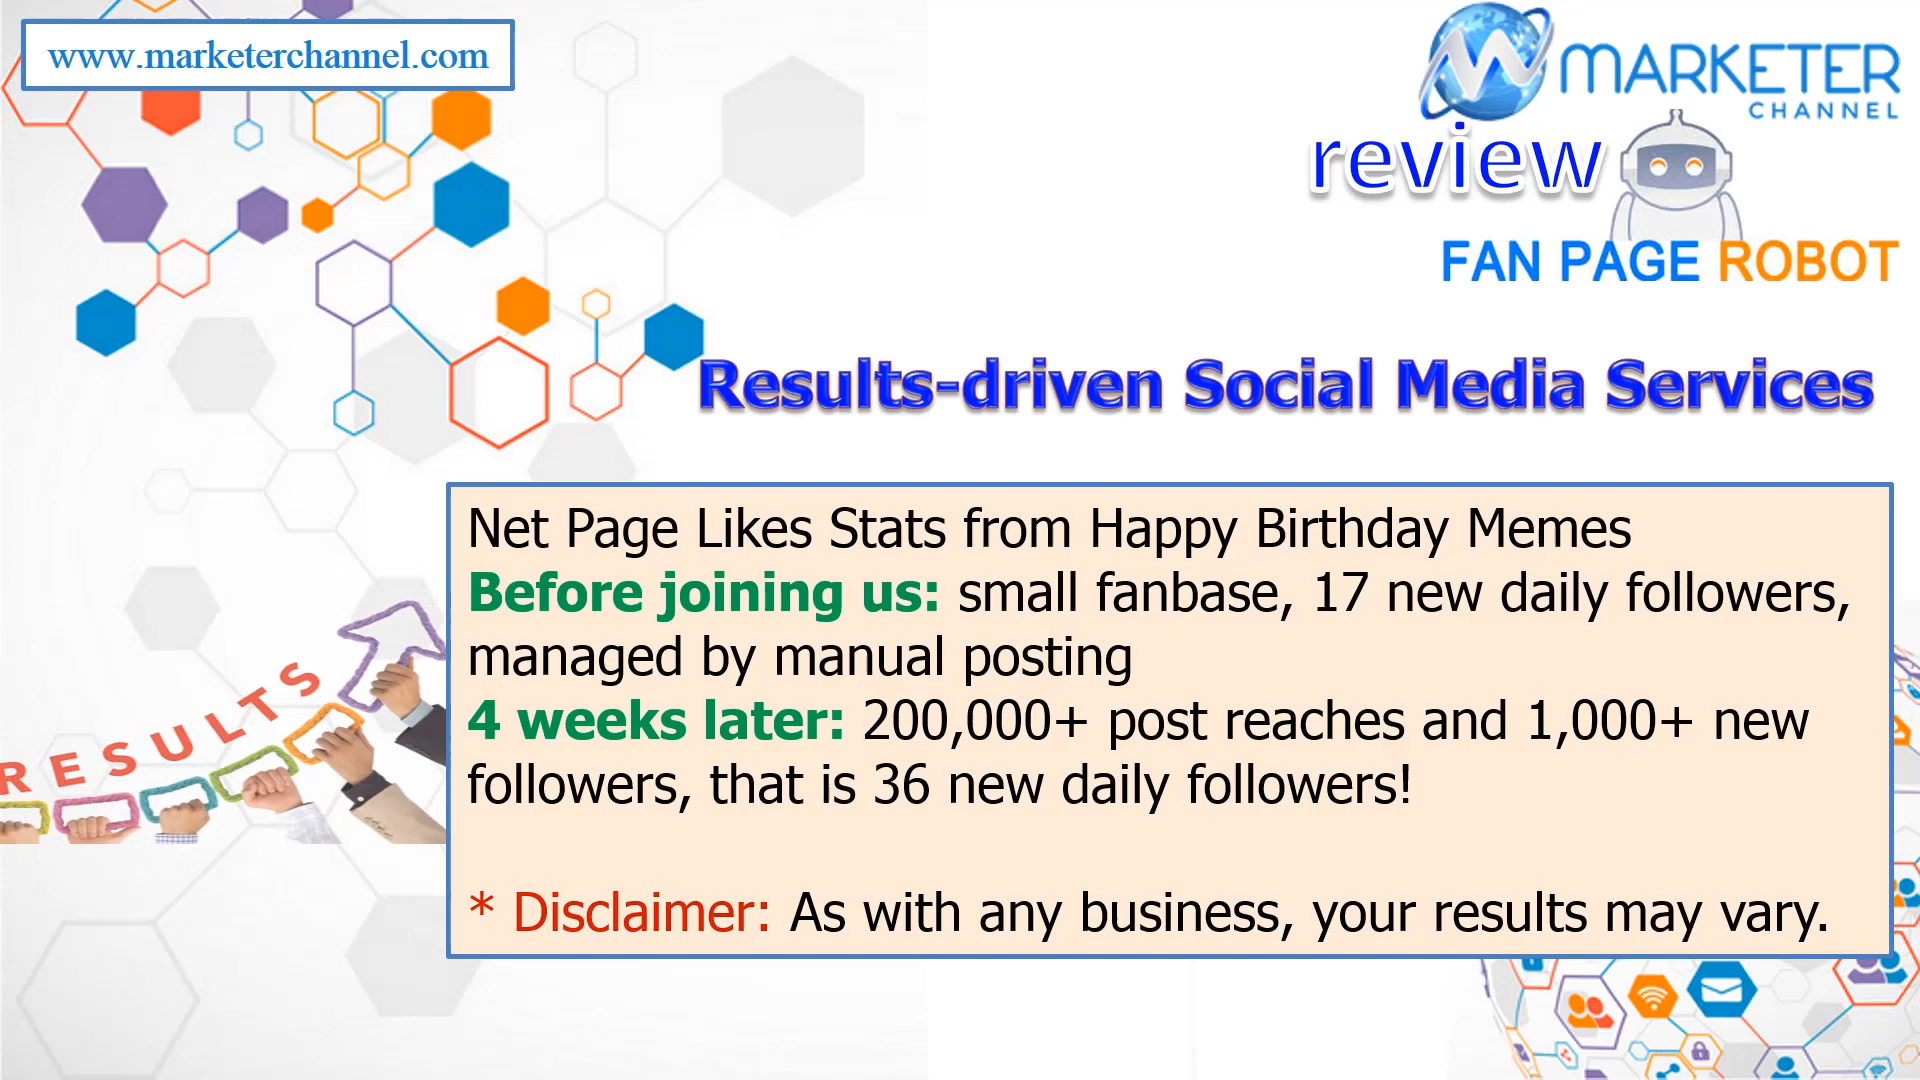 www.marketerchannel.com
MARKETER
CHANNEL
review
FAN PAGE ROBOT
Results-driven Social Media Services
Net Page Likes Stats from Happy Birthday Memes
Before joining us: small fanbase, 17 new daily followers,
managed by manual posting
4 weeks later: 200,000+ post reaches and 1,000+ new
followers, that is 36 new daily followers!
* Disclaimer: As with any business, your results may vary.
RESULTS